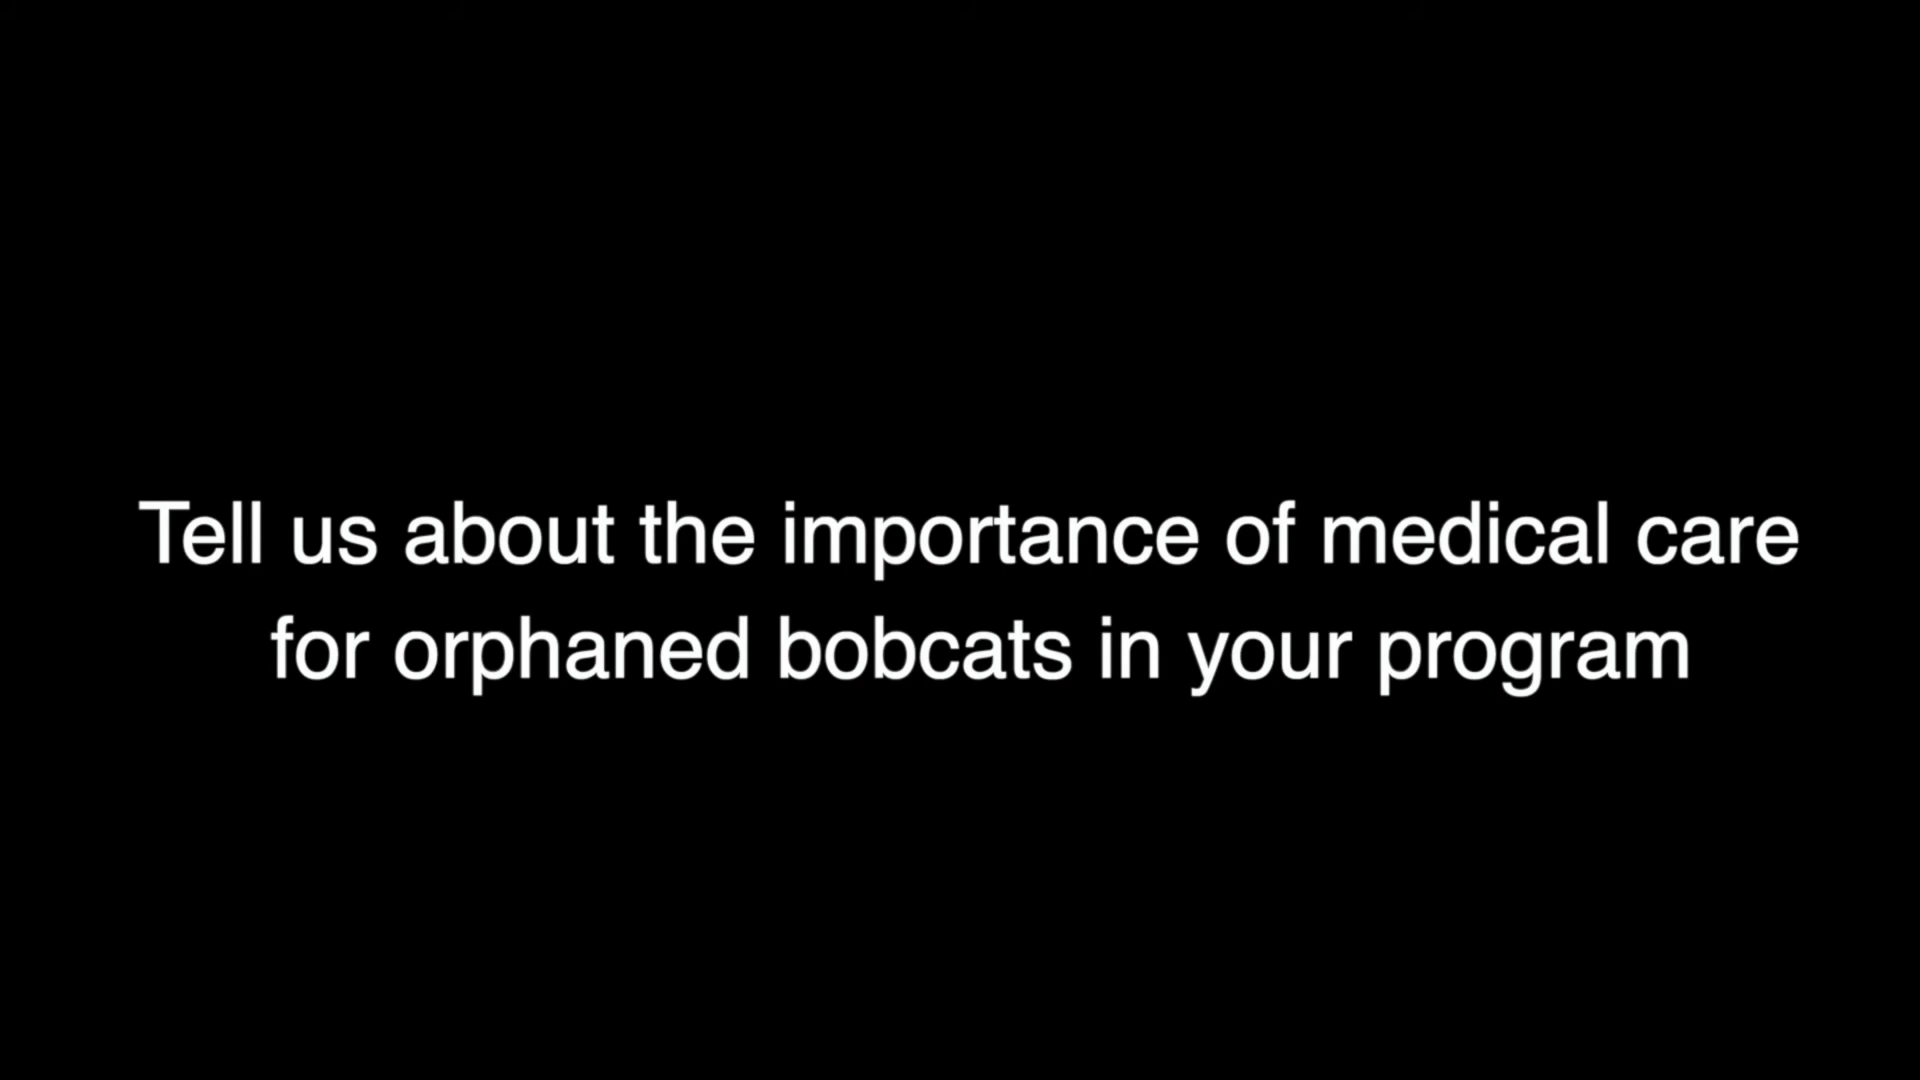 Tell us about the importance of medical care
for orphaned bobcats in your program